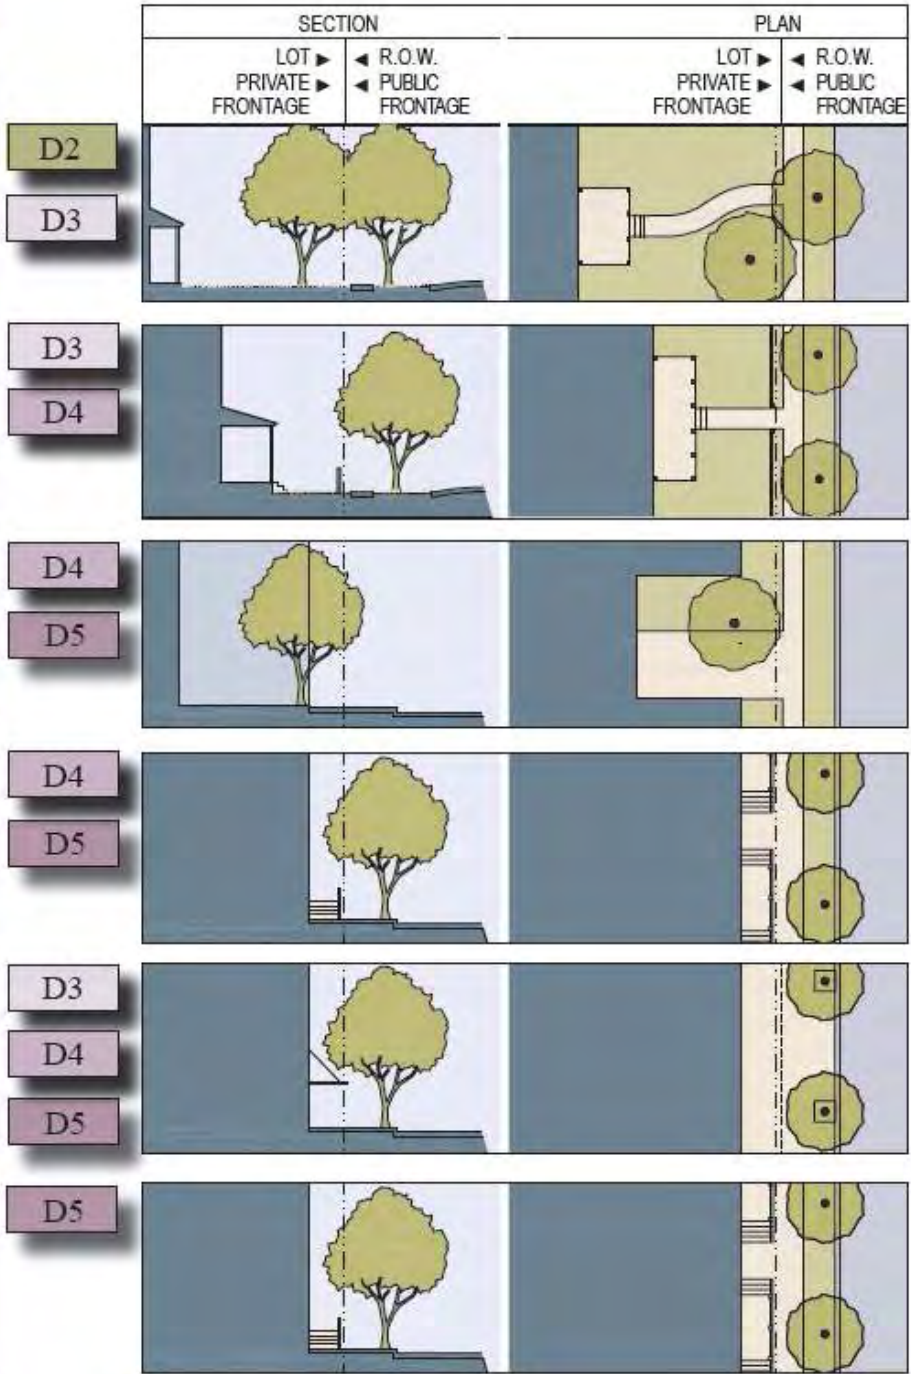 SECTION
PLAN
LOT ► ◄ R.O.W.
PRIVATE ► ◄ PUBLIC
FRONTAGE FRONTAGE
LOT ► ◄ R.O.W.
PRIVATE ► ◄ PUBLIC
FRONTAGE FRONTAGE
D2
D3
D3
D4
D4
D5
D4
D5
D3
D4
D5
D5